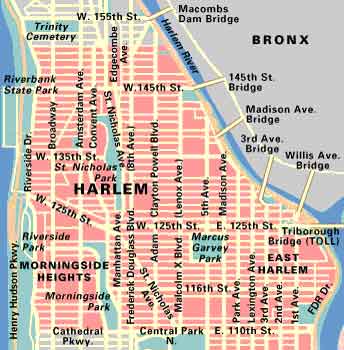 W. 155th St.
Macombs
Dam Bridge
Trinity
Cemetery
Edgecombe
Ave.
Harlem River
BRONX
Riverbank
State Park
W. 145th St.
145th St.
Bridge
Riverside Dr.
Broadway
Amsterdam Ave.
Convent Ave.
St. Nicholas Ave.
(8th Ave.)
Adam Clayton Powell Blvd.
(Lenox Ave.)
5th Ave.
Madison Ave.
Madison Ave.
Bridge
3rd Ave.
Bridge
Willis Ave.
Bridge
W. 135th St.
St. Nicholas
Park
HARLEM
W. 125th St.
W. 125th St.
E. 125th St.
Triborough
Bridge (TOLL)
Riverside
Park
Marcus
Garvey
Park
EAST
HARLEM
MORNINGSIDE
HEIGHTS
Manhattan Ave.
Frederick Douglass Blvd.
St. Nicholas
Ave.
Malcolm X Blvd.
116th St.
Morningside
Park
Henry Hudson Pkwy.
Park Ave.
Lexington Ave.
3rd Ave.
2nd Ave.
1st Ave.
FDR Dr.
Cathedral
Pkwy.
Central Park
N.
E. 110th St.